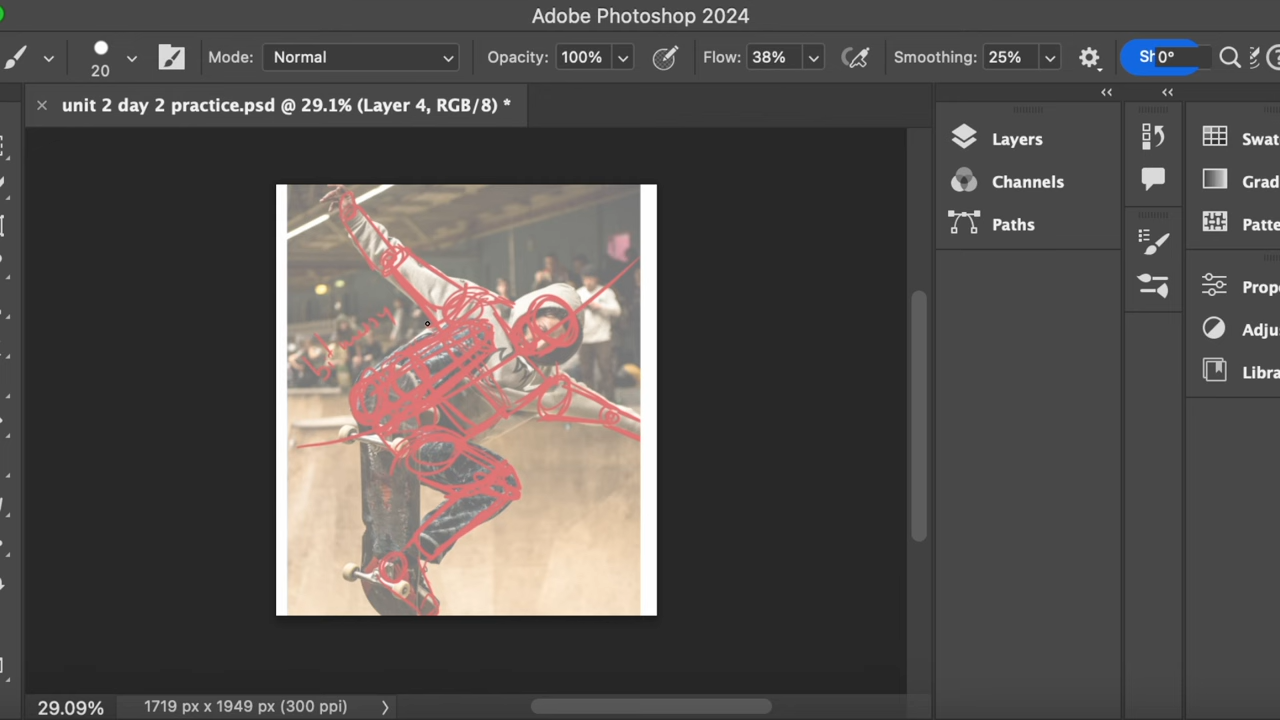 Adobe Photoshop 2024
20
Mode: Normal
Opacity: 100%
Flow: 38%
Smoothing: 25%
Sh
0°
unit 2 day 2 practice.psd @ 29.1% (Layer 4, RGB/8) *
Layers
Channels
Paths
Swat
Grad
Patte
Prope
Adju
Libra
29.09%
1719 px x 1949 px (300 ppi)